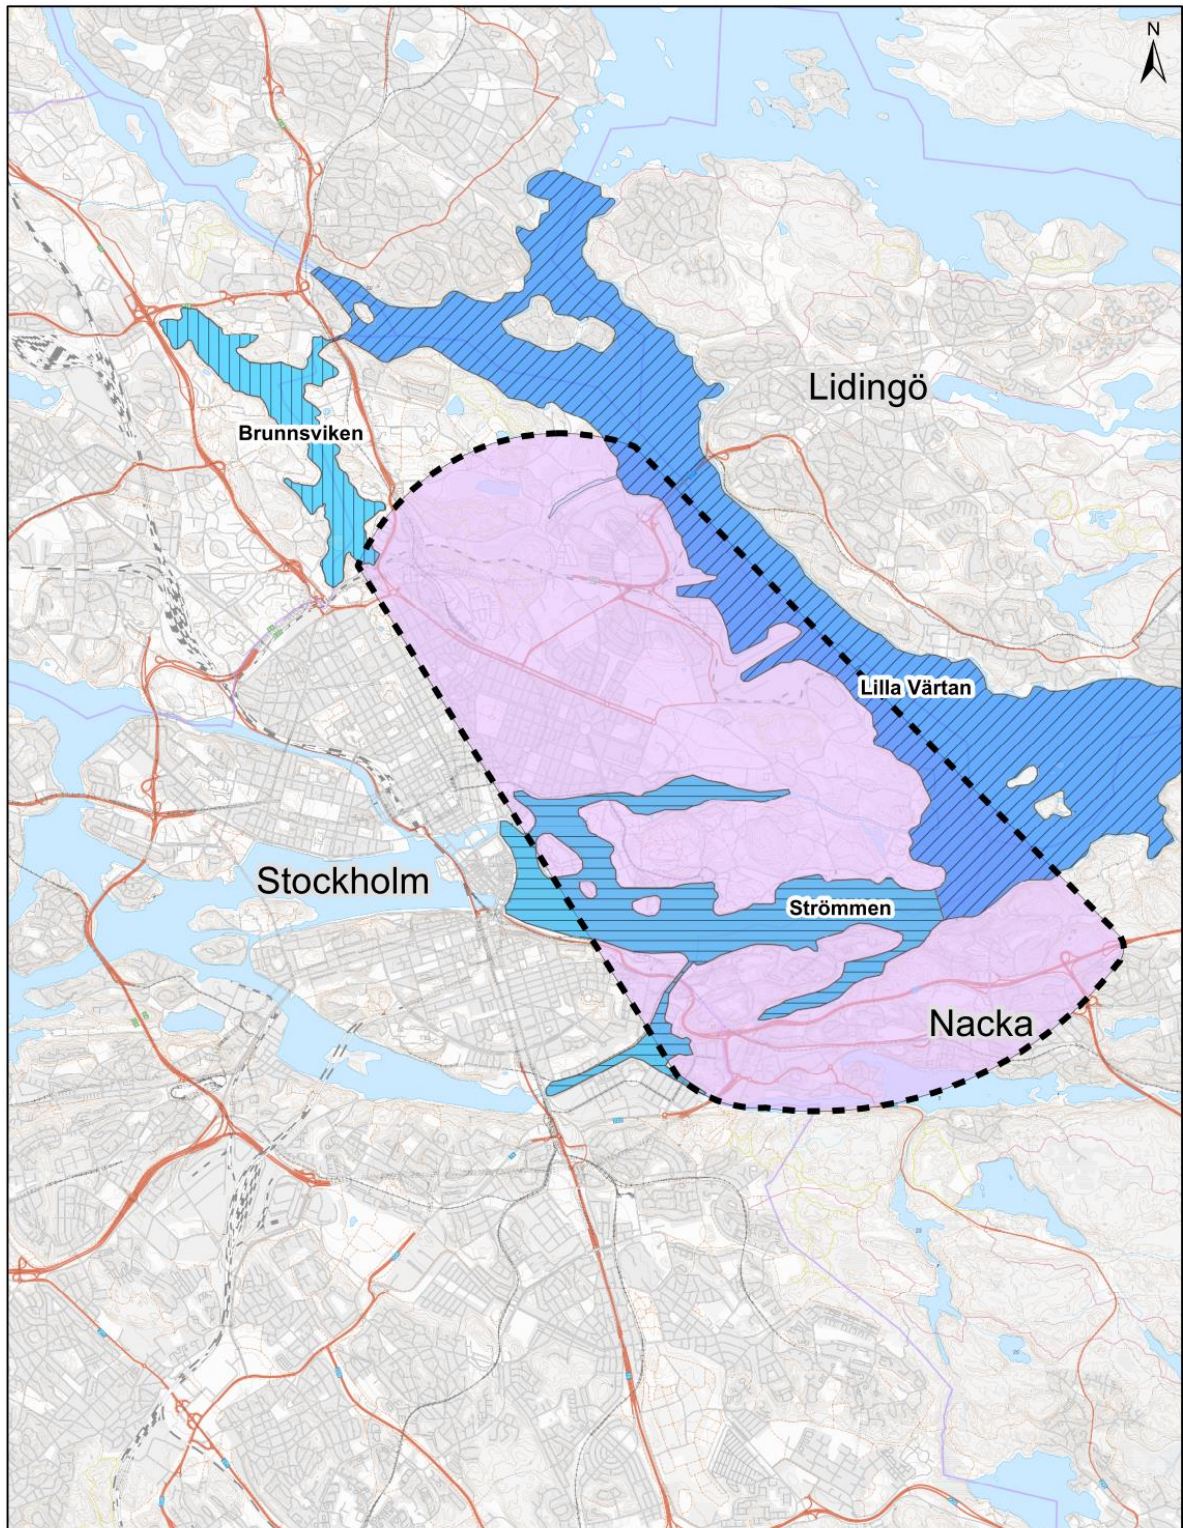 N
Lidingö
Brunnsviken
Lilla Värtan
Stockholm
Strömmen
Nacka